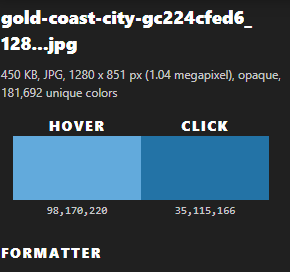 gold-coast-city-gc224cfed6_
128...jpg
450 KB, JPG, 1280 x 851 px (1.04 megapixel), opaque,
181,692 unique colors
HOVER CLICK
98,170,220 35,115,166
FORMATTER